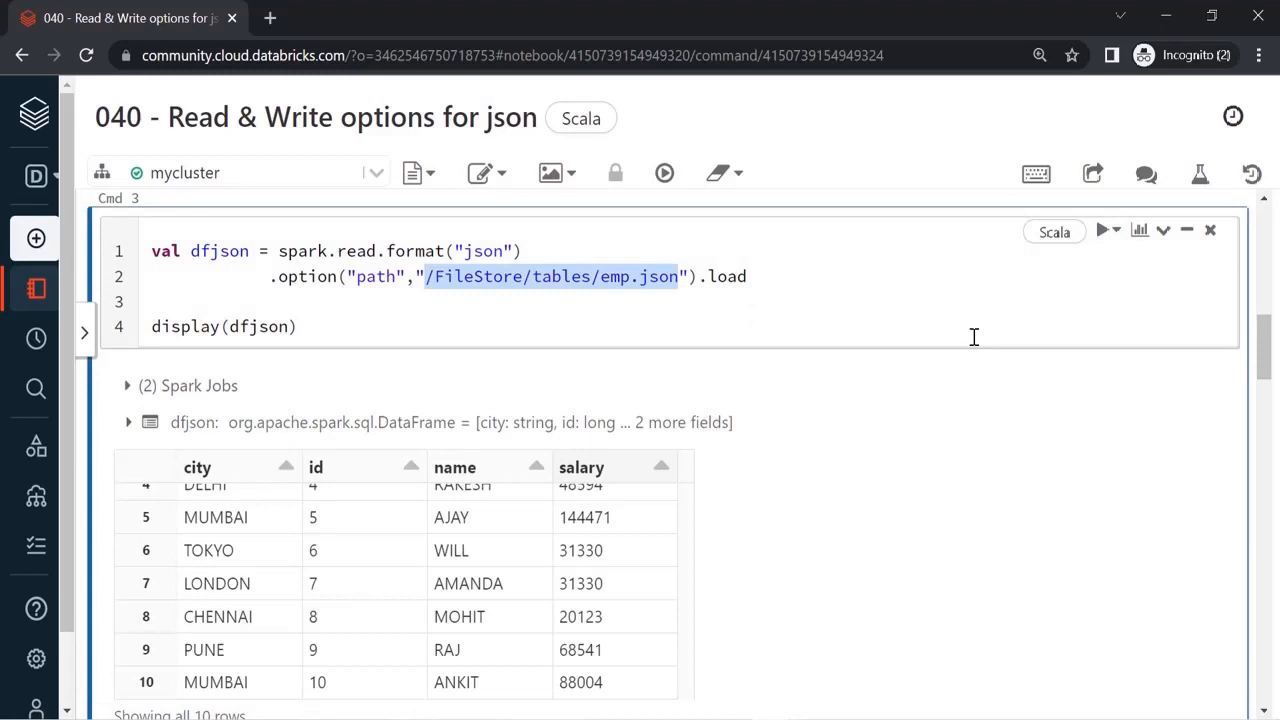 040 - Read & Write options for js
community.cloud.databricks.com/?o=3462546750718753#notebook/4150739154949320/command/4150739154949324
Incognito (2)
040 - Read & Write options for json
Scala
D
mycluster
Cmd 3
Scala
1 val dfjson = spark.read.format("json")
2 .option("path","/FileStore/tables/emp.json").load
3
4 display(dfjson)
(2) Spark Jobs
dfjson: org.apache.spark.sql.DataFrame = [city: string, id: long ... 2 more fields]
city id name salary
4 DELHI 4 RAKESH 48594
5 MUMBAI 5 AJAY 144471
6 TOKYO 6 WILL 31330
7 LONDON 7 AMANDA 31330
8 CHENNAI 8 MOHIT 20123
9 PUNE 9 RAJ 68541
10 MUMBAI 10 ANKIT 88004
Showing all 10 rows.